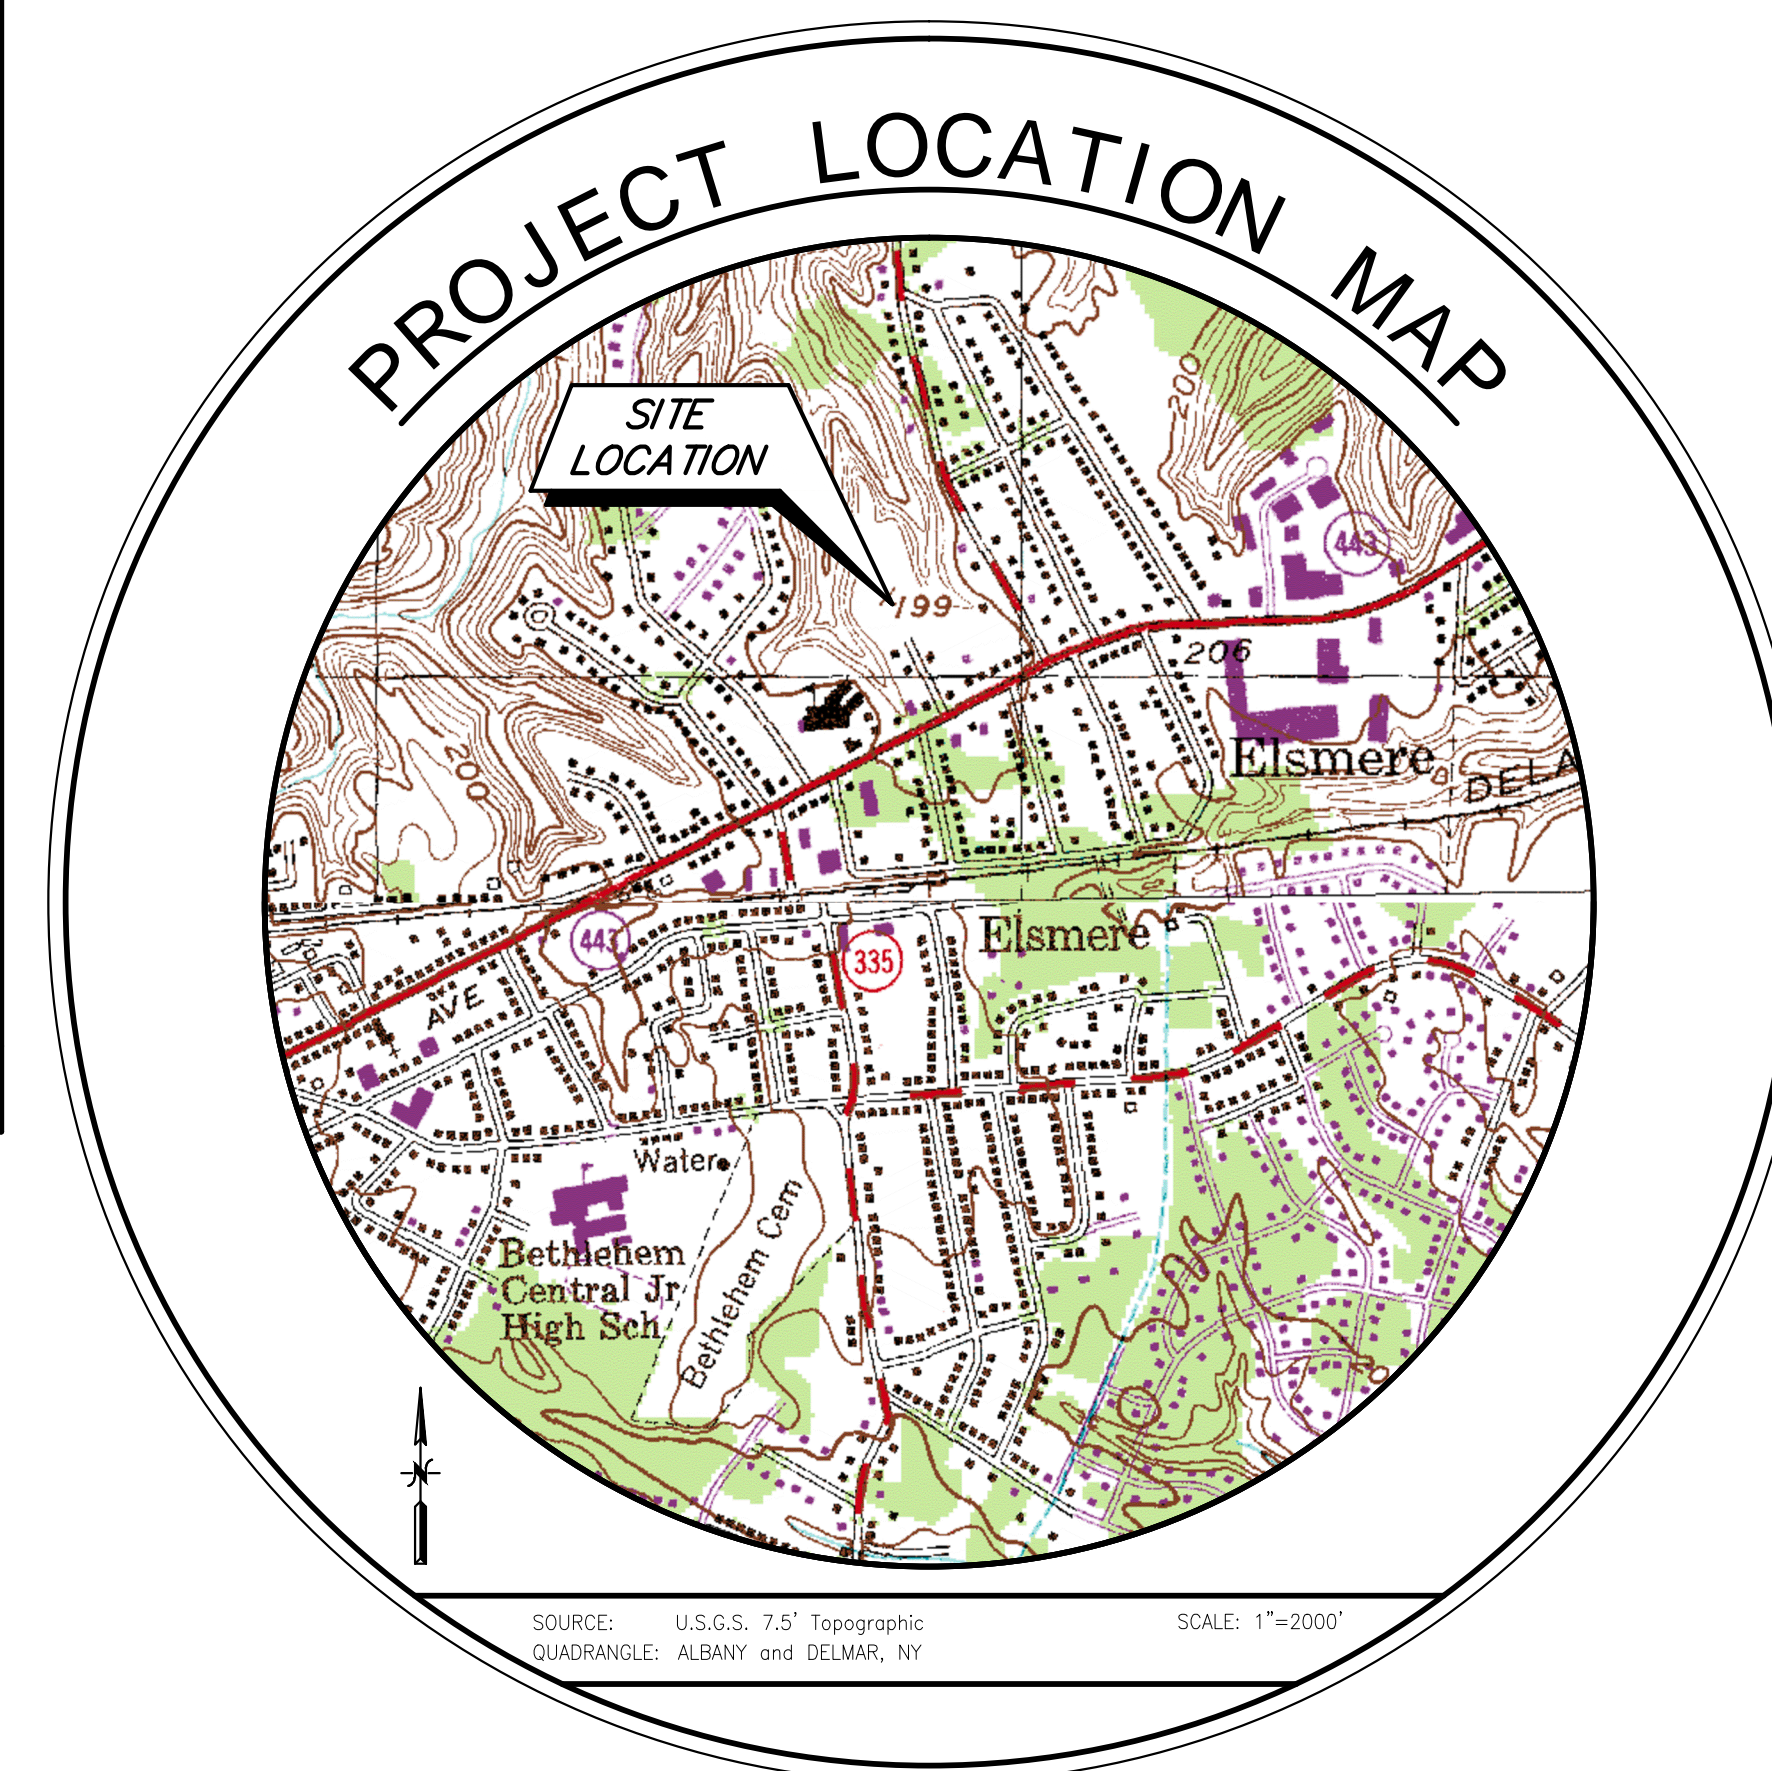 PROJECT LOCATION MAP
SITE
LOCATION
200
443
199
206
200
Elsmere
DELA
443
335
Elsmere
AVE
Water
Bethlehem
Central Jr
High Sch
Bethlehem Cem
N
SOURCE: U.S.G.S. 7.5' Topographic
SCALE: 1"=2000'
QUADRANGLE: ALBANY and DELMAR, NY